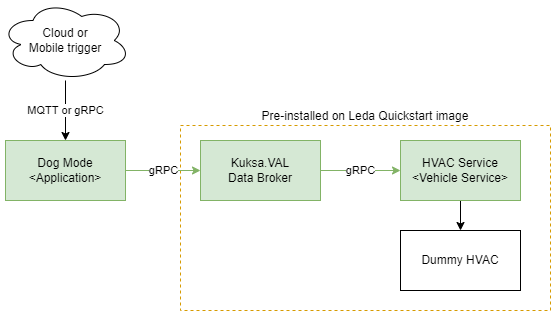 Cloud or
Mobile trigger
MQTT or gRPC
Pre-installed on Leda Quickstart image
Dog Mode
<Application>
gRPC
Kuksa.VAL
Data Broker
gRPC
HVAC Service
<Vehicle Service>
Dummy HVAC